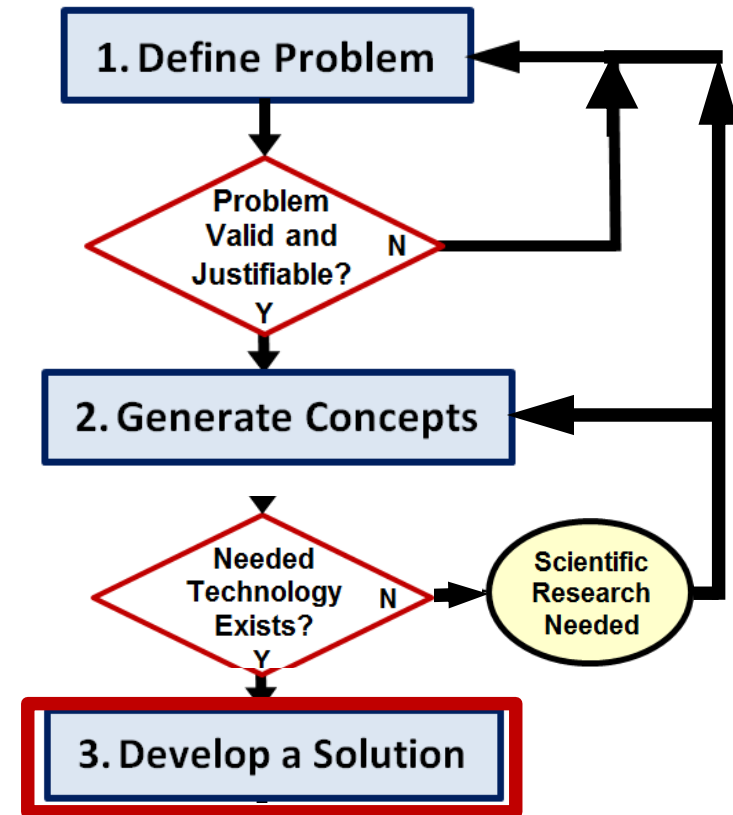 1. Define Problem
Problem
Valid and
Justifiable?
N
Y
2. Generate Concepts
Needed
Technology
Exists?
N
Y
Scientific
Research
Needed
3. Develop a Solution